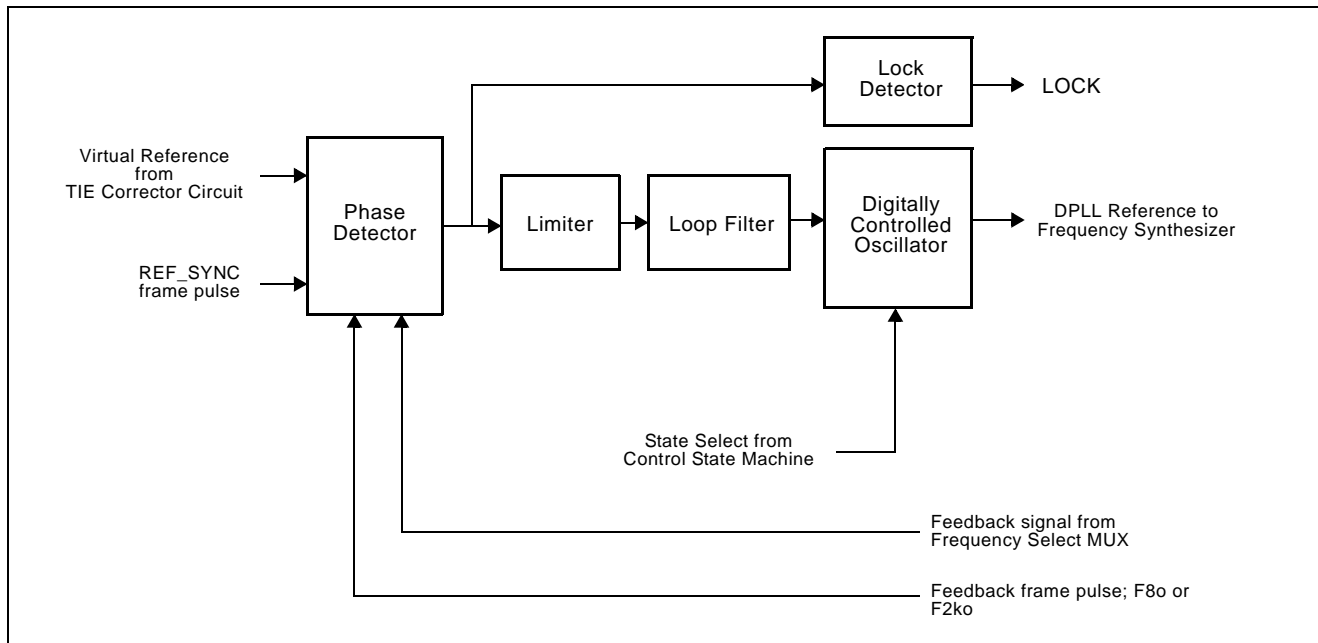 Lock
Detector
LOCK
Virtual Reference
from
TIE Corrector Circuit
Phase
Detector
Limiter
Loop Filter
Digitally
Controlled
Oscillator
DPLL Reference to
Frequency Synthesizer
REF_SYNC
frame pulse
State Select from
Control State Machine
Feedback signal from
Frequency Select MUX
Feedback frame pulse; F8o or
F2ko